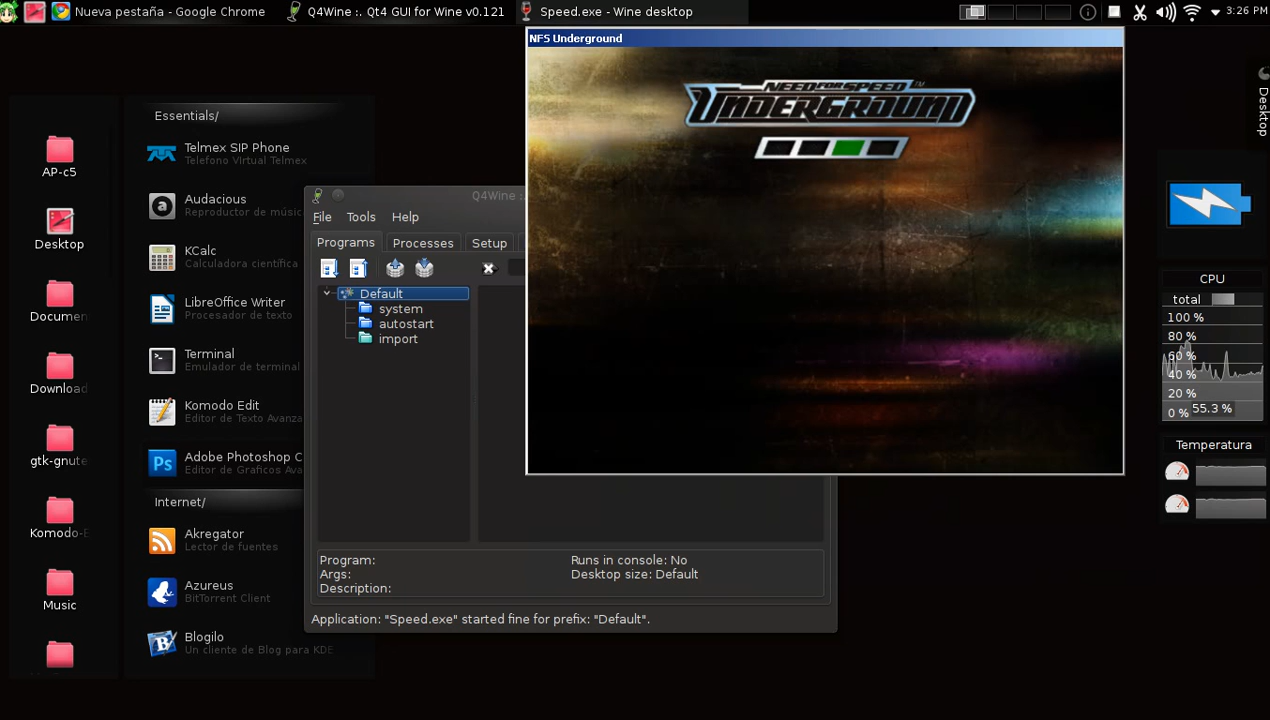 Nueva pestaña - Google Chrome
Q4Wine :. Qt4 GUI for Wine v0.121
Speed.exe - Wine desktop
3:26 PM
NFS Underground
NEED FOR SPEED
UNDERGROUND
Desktop
AP-c5
Desktop
Documen
Download
gtk-gnute
Komodo-E
Music
Essentials/
Telmex SIP Phone
Telefono VIrtual Telmex
Audacious
Reproductor de músic
KCalc
Calculadora científica
LibreOffice Writer
Procesador de texto
Terminal
Emulador de terminal
Komodo Edit
Editor de Texto Avanza
Adobe Photoshop C
Editor de Graficos Ava
Internet/
Akregator
Lector de fuentes
Azureus
BitTorrent Client
Blogilo
Un cliente de Blog para KDE
Q4Wine :.
File Tools Help
Programs Processes Setup
Default
system
autostart
import
Program:
Args:
Description:
Runs in console: No
Desktop size: Default
Application: "Speed.exe" started fine for prefix: "Default".
CPU
total
100 %
80 %
60 %
40 %
20 %
0 %
55.3 %
Temperatura